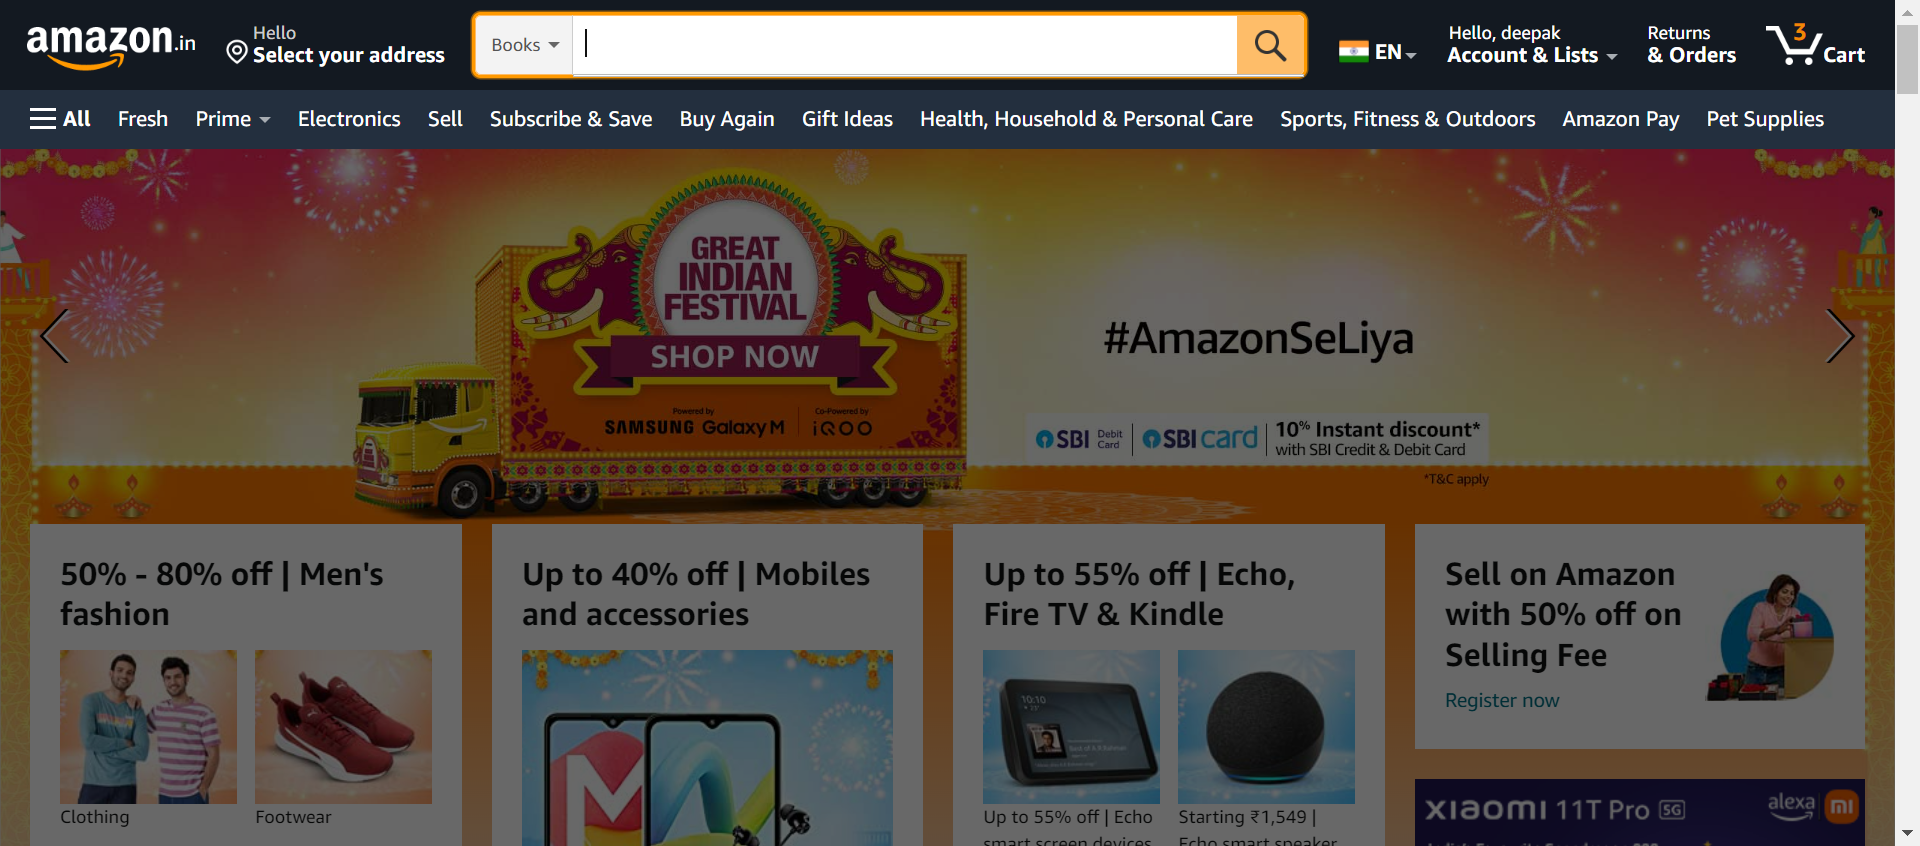 amazon.in
Hello
Select your address
Books
EN
Hello, deepak
Account & Lists
Returns
& Orders
3
Cart
All
Fresh
Prime
Electronics
Sell
Subscribe & Save
Buy Again
Gift Ideas
Health, Household & Personal Care
Sports, Fitness & Outdoors
Amazon Pay
Pet Supplies
GREAT
INDIAN
FESTIVAL
SHOP NOW
Powered by
SAMSUNG Galaxy M
Co-Powered by
iQOO
#AmazonSeLiya
SBI Debit Card
SBI card
10% Instant discount*
with SBI Credit & Debit Card
*T&C apply
50% - 80% off | Men's
fashion
Clothing
Footwear
Up to 40% off | Mobiles
and accessories
Up to 55% off | Echo,
Fire TV & Kindle
10:10
Up to 55% off | Echo
smart screen devices
Starting ₹1,549 |
Echo smart speaker
Sell on Amazon
with 50% off on
Selling Fee
Register now
xiaomi 11T Pro 5G
alexa
mi